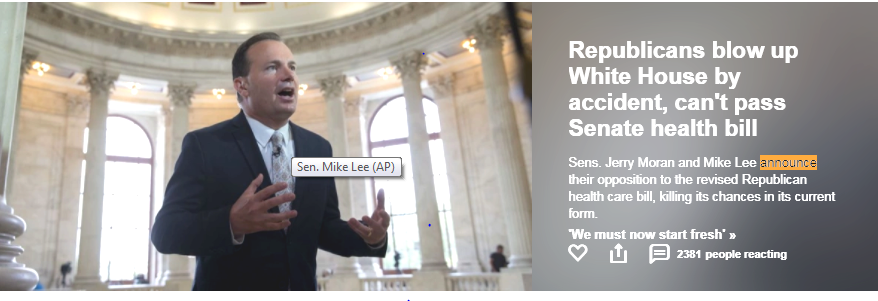 Republicans blow up
White House by
accident, can't pass
Senate health bill
Sens. Jerry Moran and Mike Lee announce
their opposition to the revised Republican
health care bill, killing its chances in its current
form.
'We must now start fresh' »
2381 people reacting
Sen. Mike Lee (AP)